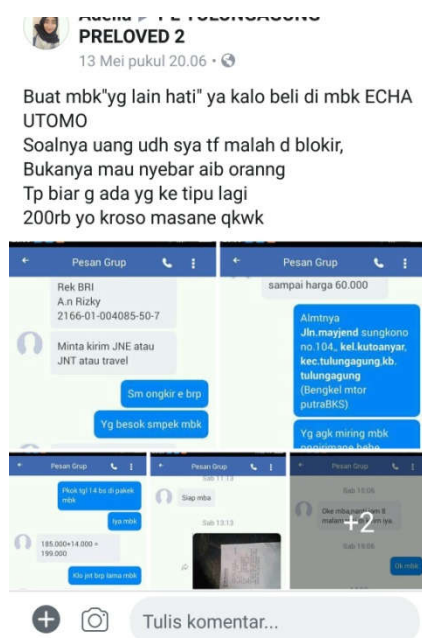 PRELOVED 2
13 Mei pukul 20.06
Buat mbk"yg lain hati" ya kalo beli di mbk ECHA
UTOMO
Soalnya uang udh sya tf malah d blokir,
Bukanya mau nyebar aib oranng
Tp biar g ada yg ke tipu lagi
200rb yo kroso masane qkwk
Pesan Grup
Rek BRI
A.n Rizky
2166-01-004085-50-7
Minta kirim JNE atau
JNT atau travel
Sm ongkir e brp
Yg besok smpek mbk
Pesan Grup
sampai harga 60.000
Almtnya
Jln.mayjend sungkono
no.104,, kel.kutoanyar,
kec.tulungagung,kb.
tulungagung
(Bengkel mtor
putraBKS)
Yg agk miring mbk
Pesan Grup
Pkok tgl 14 bs di pakek
mbk
Iya mbk
185.000+14.000 =
199.000
Klo jnt brp lama mbk
Pesan Grup
Sab 11:13
Siap mba
Sab 13:13
Pesan Grup
Sab 15:06
+2
Ok mbk
Tulis komentar...